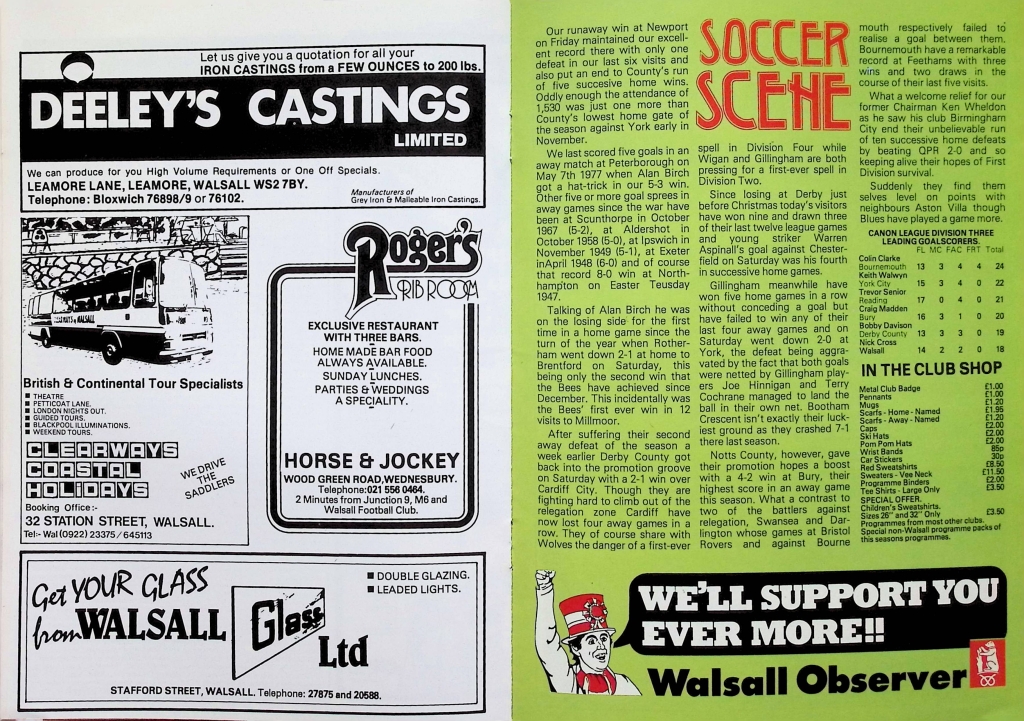 Let us give you a quotation for all your
IRON CASTINGS from a FEW OUNCES to 200 lbs.
DEELEY'S CASTINGS
LIMITED
We can produce for you High Volume Requirements or One Off Specials.
LEAMORE LANE, LEAMORE, WALSALL WS2 7BY.
Telephone: Bloxwich 76898/9 or 76102.
Manufacturers of
Grey Iron & Malleable Iron Castings.
British & Continental Tour Specialists
■ THEATRE
■ PETTICOAT LANE.
■ LONDON NIGHTS OUT.
■ GUIDED TOURS.
■ BLACKPOOL ILLUMINATIONS.
■ WEEKEND TOURS.
CLEARWAYS
COASTAL
HOLIDAYS
WE DRIVE
THE
SADDLERS
Booking Office:-
32 STATION STREET, WALSALL.
Tel:- Wal (0922) 23375/645113
Roger's
RIB ROOM
EXCLUSIVE RESTAURANT
WITH THREE BARS.
HOME MADE BAR FOOD
ALWAYS AVAILABLE.
SUNDAY LUNCHES.
PARTIES & WEDDINGS
A SPECIALITY.
HORSE & JOCKEY
WOOD GREEN ROAD, WEDNESBURY.
Telephone: 021 556 0464.
2 Minutes from Junction 9, M6 and
Walsall Football Club.
Get YOUR GLASS
from WALSALL
Glass
Ltd
■ DOUBLE GLAZING.
■ LEADED LIGHTS.
STAFFORD STREET, WALSALL. Telephone: 27875 and 20588.
Our runaway win at Newport
on Friday maintained our excell-
ent record there with only one
defeat in our last six visits and
also put an end to County's run
of five succesive home wins.
Oddly enough the attendance of
1,530 was just one more than
County's lowest home gate of
the season against York early in
November.
We last scored five goals in an
away match at Peterborough on
May 7th 1977 when Alan Birch
got a hat-trick in our 5-3 win.
Other five or more goal sprees in
away games since the war have
been at Scunthorpe in October
1967 (5-2), at Aldershot in
October 1958 (5-0), at Ipswich in
November 1949 (5-1), at Exeter
inApril 1948 (6-0) and of course
that record 8-0 win at North-
hampton on Easter Teusday
1947.
Talking of Alan Birch he was
on the losing side for the first
time in a home game since the
turn of the year when Rother-
ham went down 2-1 at home to
Brentford on Saturday, this
being only the second win that
the Bees have achieved since
December. This incidentally was
the Bees' first ever win in 12
visits to Millmoor.
After suffering their second
away defeat of the season a
week earlier Derby County got
back into the promotion groove
on Saturday with a 2-1 win over
Cardiff City. Though they are
fighting hard to climb out of the
relegation zone Cardiff have
now lost four away games in a
row. They of course share with
Wolves the danger of a first-ever
SOCCER
SCENE
spell in Division Four while
Wigan and Gillingham are both
pressing for a first-ever spell in
Division Two.
Since losing at Derby just
before Christmas today's visitors
have won nine and drawn three
of their last twelve league games
and young striker Warren
Aspinall's goal against Chester-
field on Saturday was his fourth
in successive home games.
Gillingham meanwhile have
won five home games in a row
without conceding a goal but
have failed to win any of their
last four away games and on
Saturday went down 2-0 at
York, the defeat being aggra-
vated by the fact that both goals
were netted by Gillingham play-
ers Joe Hinnigan and Terry
Cochrane managed to land the
ball in their own net. Bootham
Crescent isn't exactly their luck-
iest ground as they crashed 7-1
there last season.
Notts County, however, gave
their promotion hopes a boost
with a 4-2 win at Bury, their
highest score in an away game
this season. What a contrast to
two of the battlers against
relegation, Swansea and Dar-
lington whose games at Bristol
Rovers and against Bourne
mouth respectively failed to
realise a goal between them.
Bournemouth have a remarkable
record at Feethams with three
wins and two draws in the
course of their last five visits.
What a welcome relief for our
former Chairman Ken Wheldon
as he saw his club Birmingham
City end their unbelievable run
of ten successive home defeats
by beating QPR 2-0 and so
keeping alive their hopes of First
Division survival.
Suddenly they find them
selves level on points with
neighbours Aston Villa though
Blues have played a game more.
CANON LEAGUE DIVISION THREE
LEADING GOALSCORERS.
FL MC FAC FRT Total
Colin Clarke
Bournemouth 13 3 4 4 24
Keith Walwyn
York City 15 3 4 0 22
Trevor Senior
Reading 17 0 4 0 21
Craig Madden
Bury 16 3 1 0 20
Bobby Davison
Derby County 13 3 3 0 19
Nick Cross
Walsall 14 2 2 0 18
IN THE CLUB SHOP
Metal Club Badge £1.00
Pennants £1.00
Mugs £1.20
Scarfs - Home - Named £1.95
Scarfs - Away - Named £1.20
Caps £2.00
Ski Hats £2.00
Pom Pom Hats £2.00
Wrist Bands 85p
Car Stickers 30p
Red Sweatshirts £8.50
Sweaters - Vee Neck £11.50
Programme Binders £2.00
Tee Shirts - Large Only £3.50
SPECIAL OFFER.
Children's Sweatshirts.
Sizes 26" and 32" Only £3.50
Programmes from most other clubs.
Special non-Walsall programme packs of
this seasons programmes.
WE'LL SUPPORT YOU
EVER MORE!!
Walsall Observer